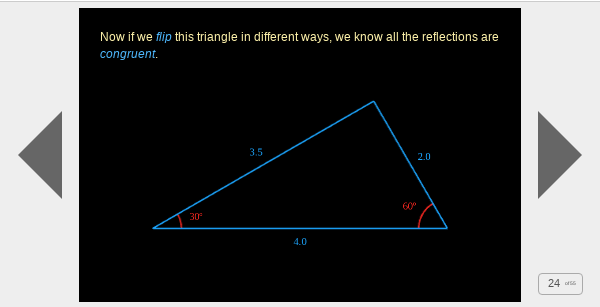 Now if we flip this triangle in different ways, we know all the reflections are
congruent.
3.5
2.0
30°
60°
4.0
24 of 55